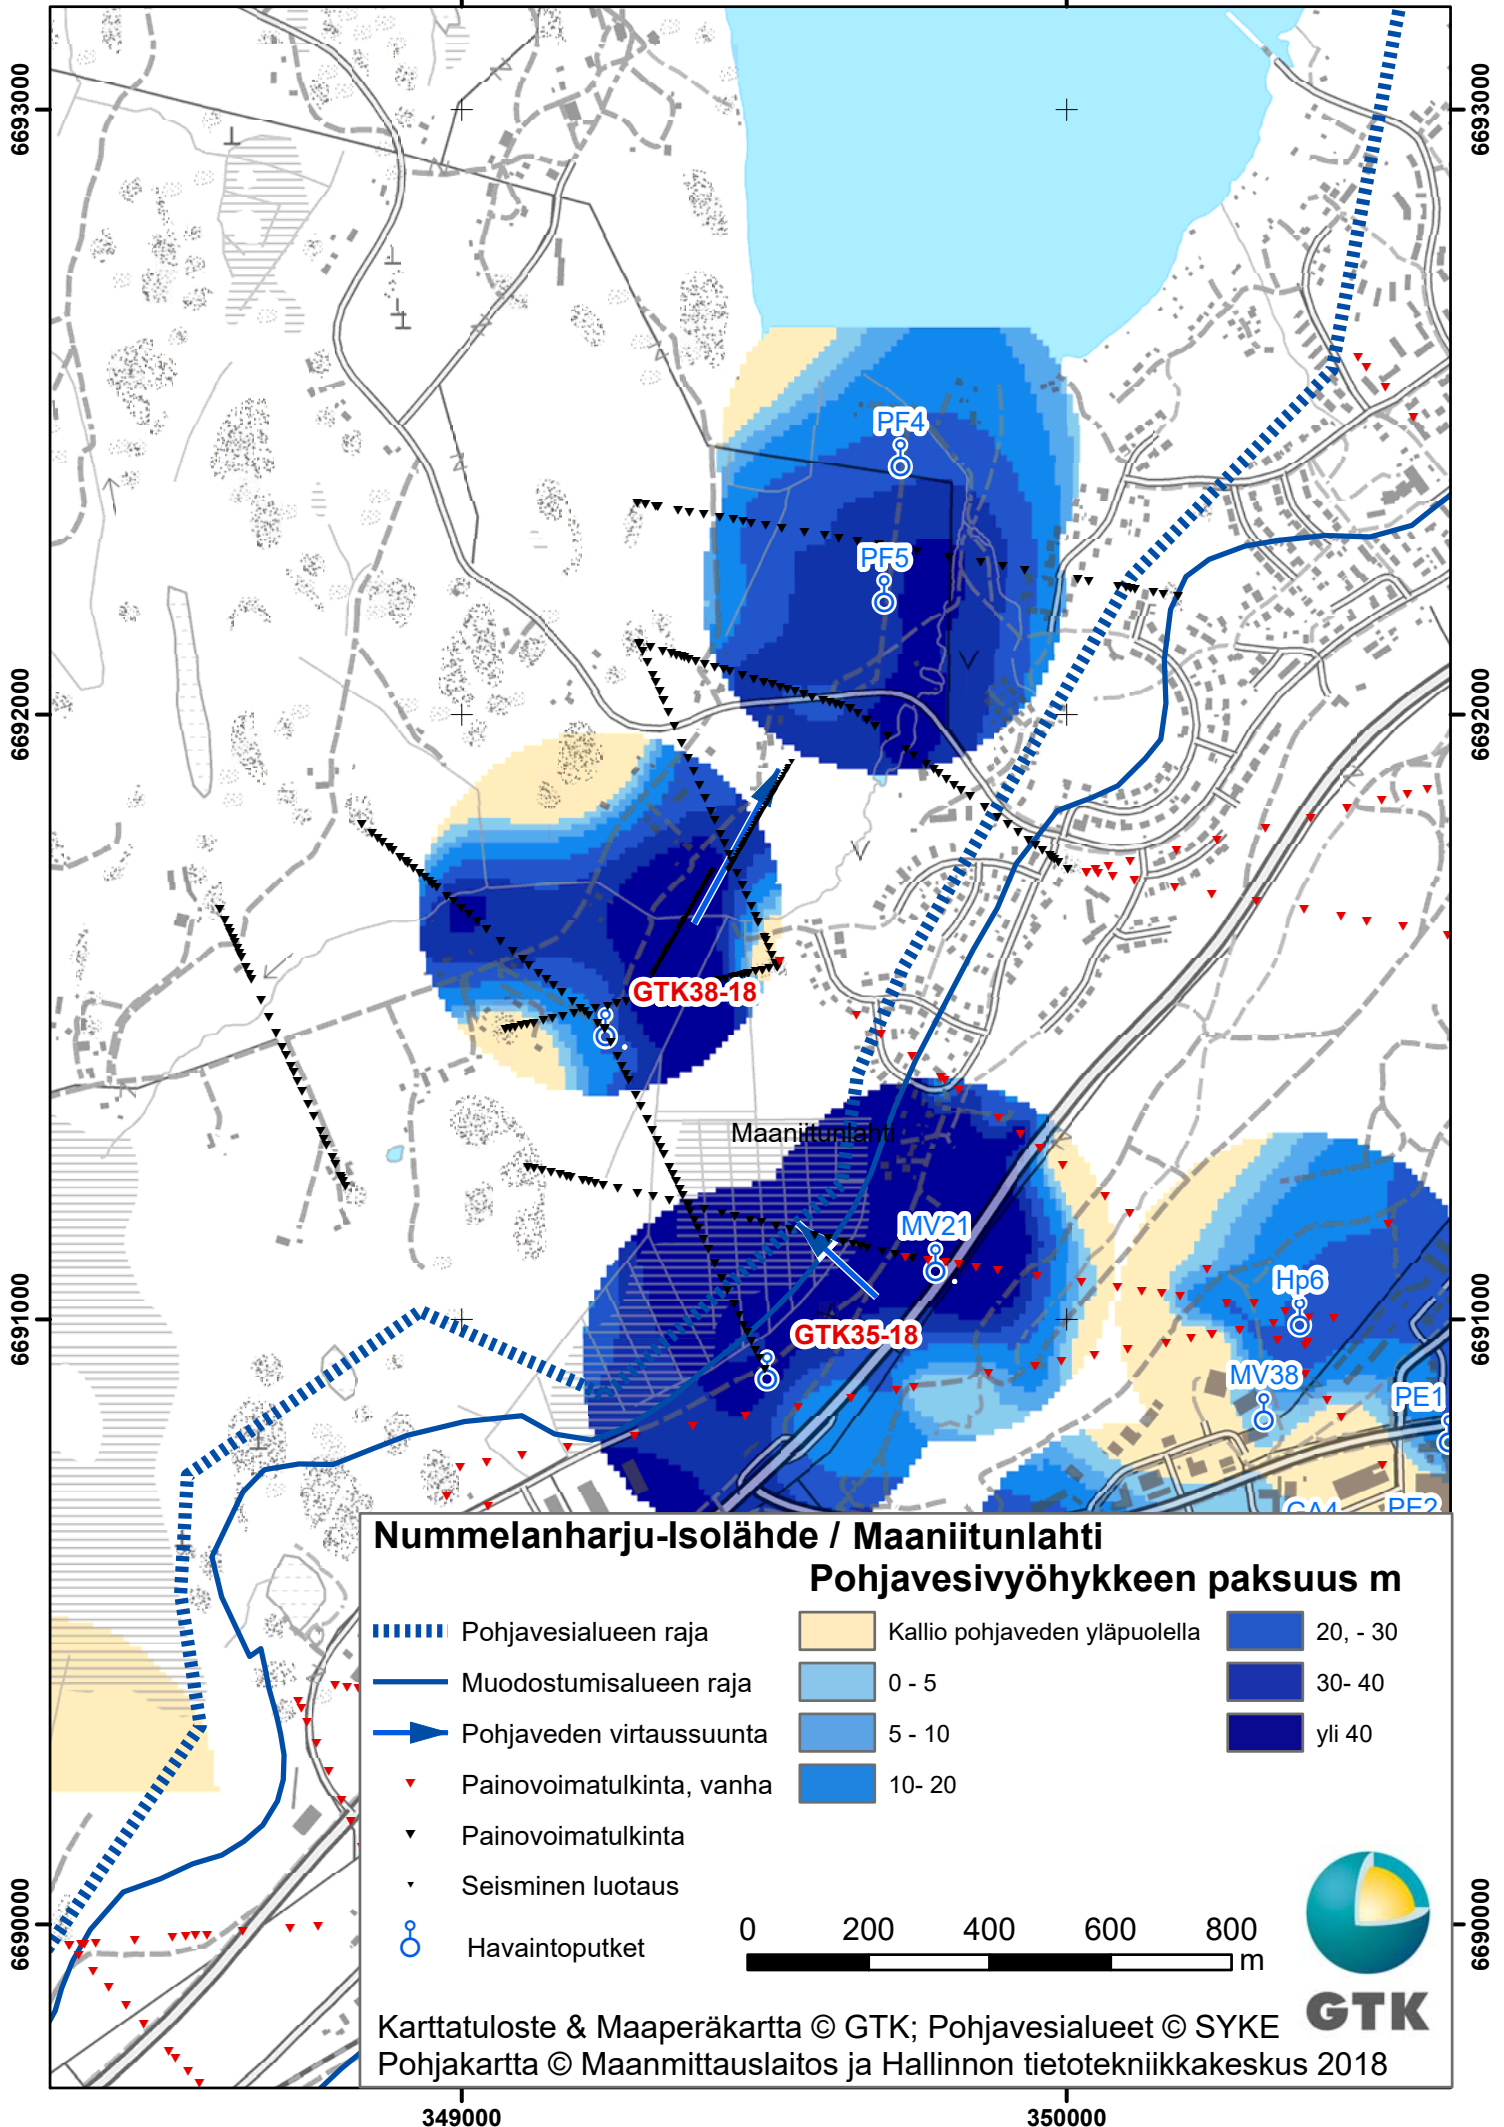 6693000
6693000
PF4
PF5
6692000
6692000
GTK38-18
Maaniitunlahti
MV21
Hp6
6691000
6691000
GTK35-18
MV38
PE1
GA4
PE2
Nummelanharju-Isolähde / Maaniitunlahti
Pohjavesivyöhykkeen paksuus m
Pohjavesialueen raja
Kallio pohjaveden yläpuolella
20, - 30
Muodostumisalueen raja
0 - 5
30- 40
Pohjaveden virtaussuunta
5 - 10
yli 40
Painovoimatulkinta, vanha
10- 20
Painovoimatulkinta
Seisminen luotaus
Havaintoputket
0 200 400 600 800
m
6690000
6690000
GTK
Karttatuloste & Maaperäkartta © GTK; Pohjavesialueet © SYKE
Pohjakartta © Maanmittauslaitos ja Hallinnon tietotekniikkakeskus 2018
349000
350000